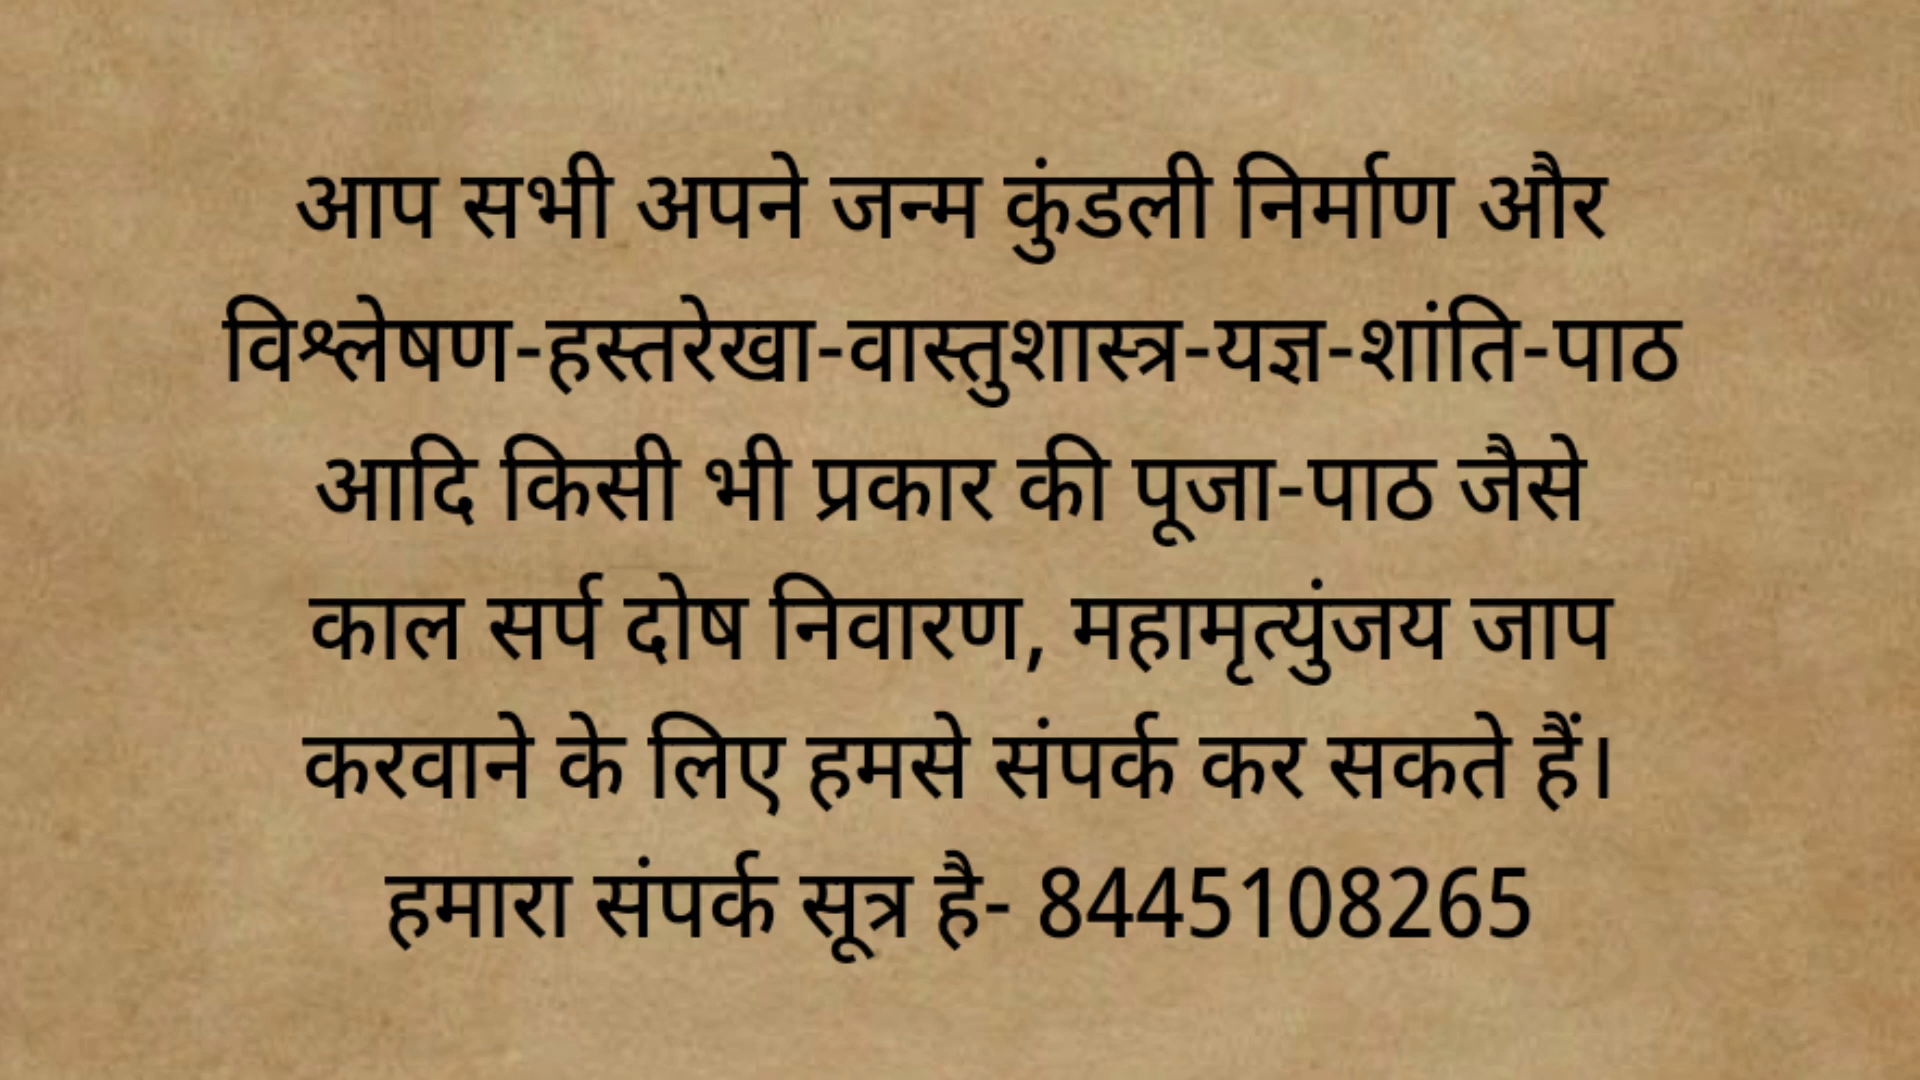 आप सभी अपने जन्म कुंडली निर्माण और
विश्लेषण-हस्तरेखा-वास्तुशास्त्र-यज्ञ-शांति-पाठ
आदि किसी भी प्रकार की पूजा-पाठ जैसे
काल सर्प दोष निवारण, महामृत्युंजय जाप
करवाने के लिए हमसे संपर्क कर सकते हैं।
हमारा संपर्क सूत्र है- 8445108265